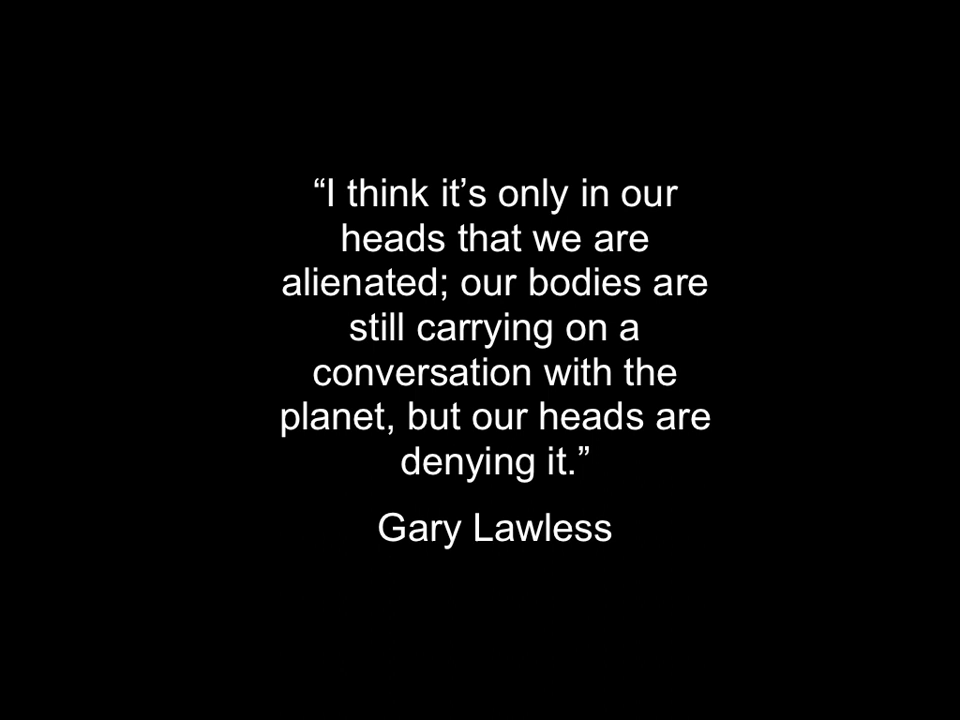 “I think it’s only in our
heads that we are
alienated; our bodies are
still carrying on a
conversation with the
planet, but our heads are
denying it.”
Gary Lawless